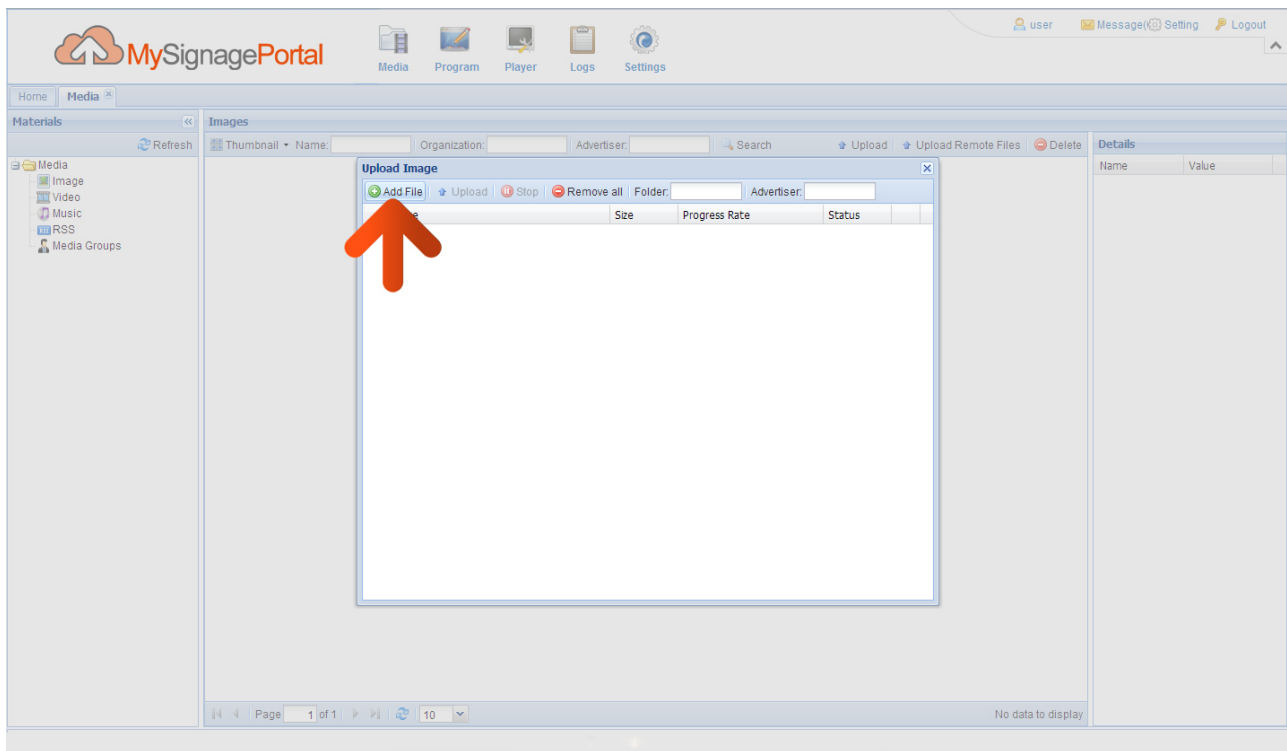 user Message( Setting Logout
MySignagePortal
Media Program Player Logs Settings
Home Media
Materials
Refresh
Media
Image
Video
Music
RSS
Media Groups
Images
Thumbnail Name: Organization: Advertiser: Search Upload Upload Remote Files Delete
Details
Name Value
Upload Image
Add File Upload Stop Remove all Folder: Advertiser:
Size Progress Rate Status
Page 1 of 1 10 No data to display